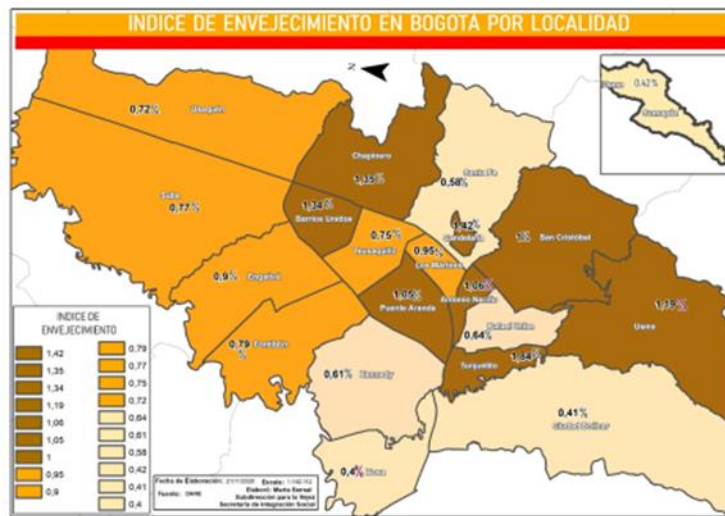 INDICE DE ENVEJECIMIENTO EN BOGOTA POR LOCALIDAD
N
0,42%
Sumapáz
0,72%
Usaquén
Chapinero
1,35%
Santa Fe
0,58%
Suba
0,77%
1,34%
Barrios Unidos
1,42%
Candelaria
0,75%
Teusaquillo
0,95%
Los Mártires
1%
San Cristóbal
0,9%
Engativá
1,05%
Puente Aranda
1,06%
Antonio Nariño
1,19%
Usme
Rafael Uribe
0,64%
0,79
%
Fontibón
Tunjuelito
1,34%
0,61%
Kennedy
0,41%
Ciudad Bolívar
0,4%
Bosa
INDICE DE
ENVEJECIMIENTO
1,42
1,35
1,34
1,19
1,06
1,05
1
0,95
0,9
0,79
0,77
0,75
0,72
0,64
0,61
0,58
0,42
0,41
0,4
Fecha de Elaboración: Escala:
Elaboró: Marta Bernal
Fuente: DANE
Subdirección para la Vejez
Secretaría de Integración Social